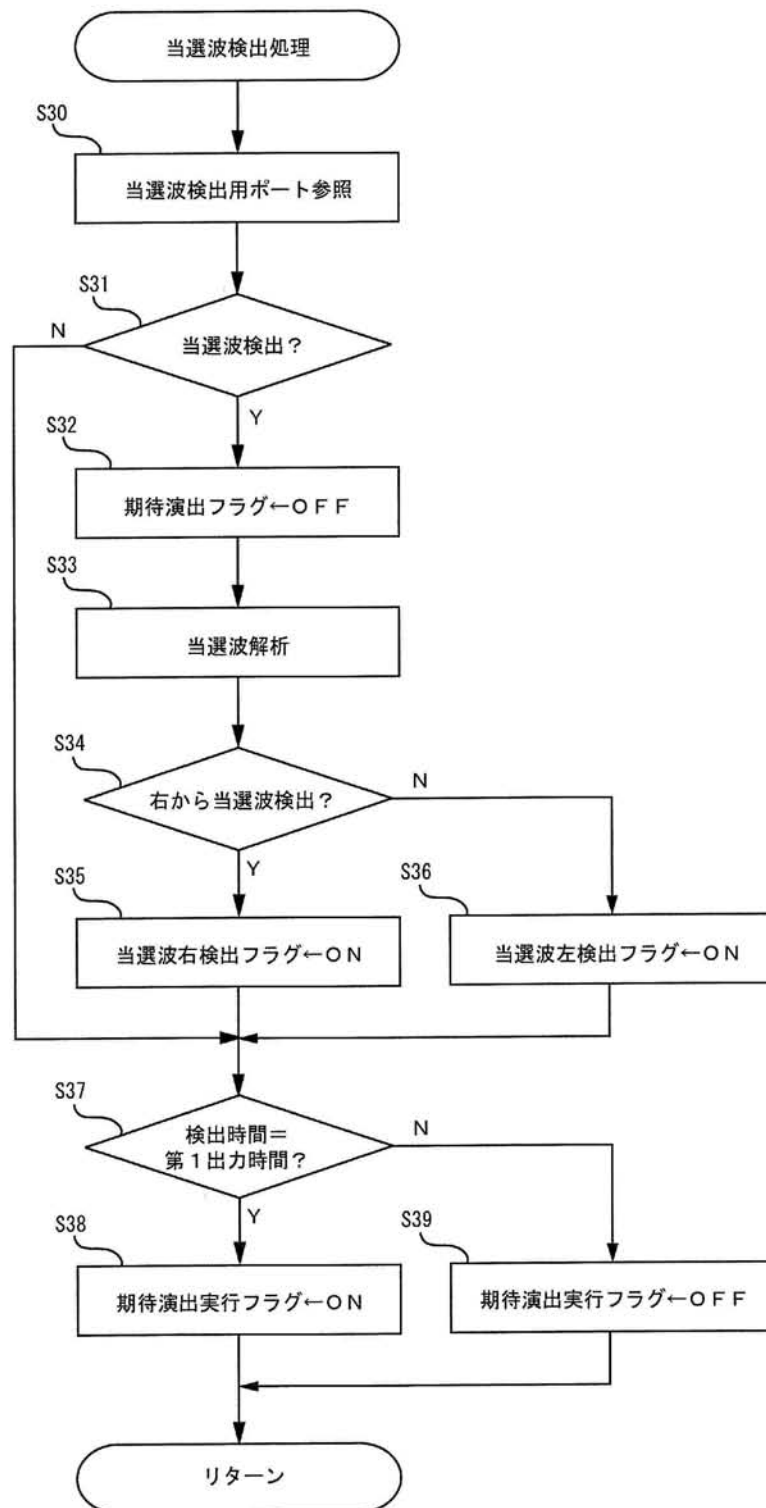 当選波検出処理
S30
当選波検出用ポート参照
S31
N
当選波検出？
Y
S32
期待演出フラグ←ＯＦＦ
S33
当選波解析
S34
右から当選波検出？
N
Y
S35
当選波右検出フラグ←ＯＮ
S36
当選波左検出フラグ←ＯＮ
S37
検出時間＝
第１出力時間？
N
Y
S38
期待演出実行フラグ←ＯＮ
S39
期待演出実行フラグ←ＯＦＦ
リターン